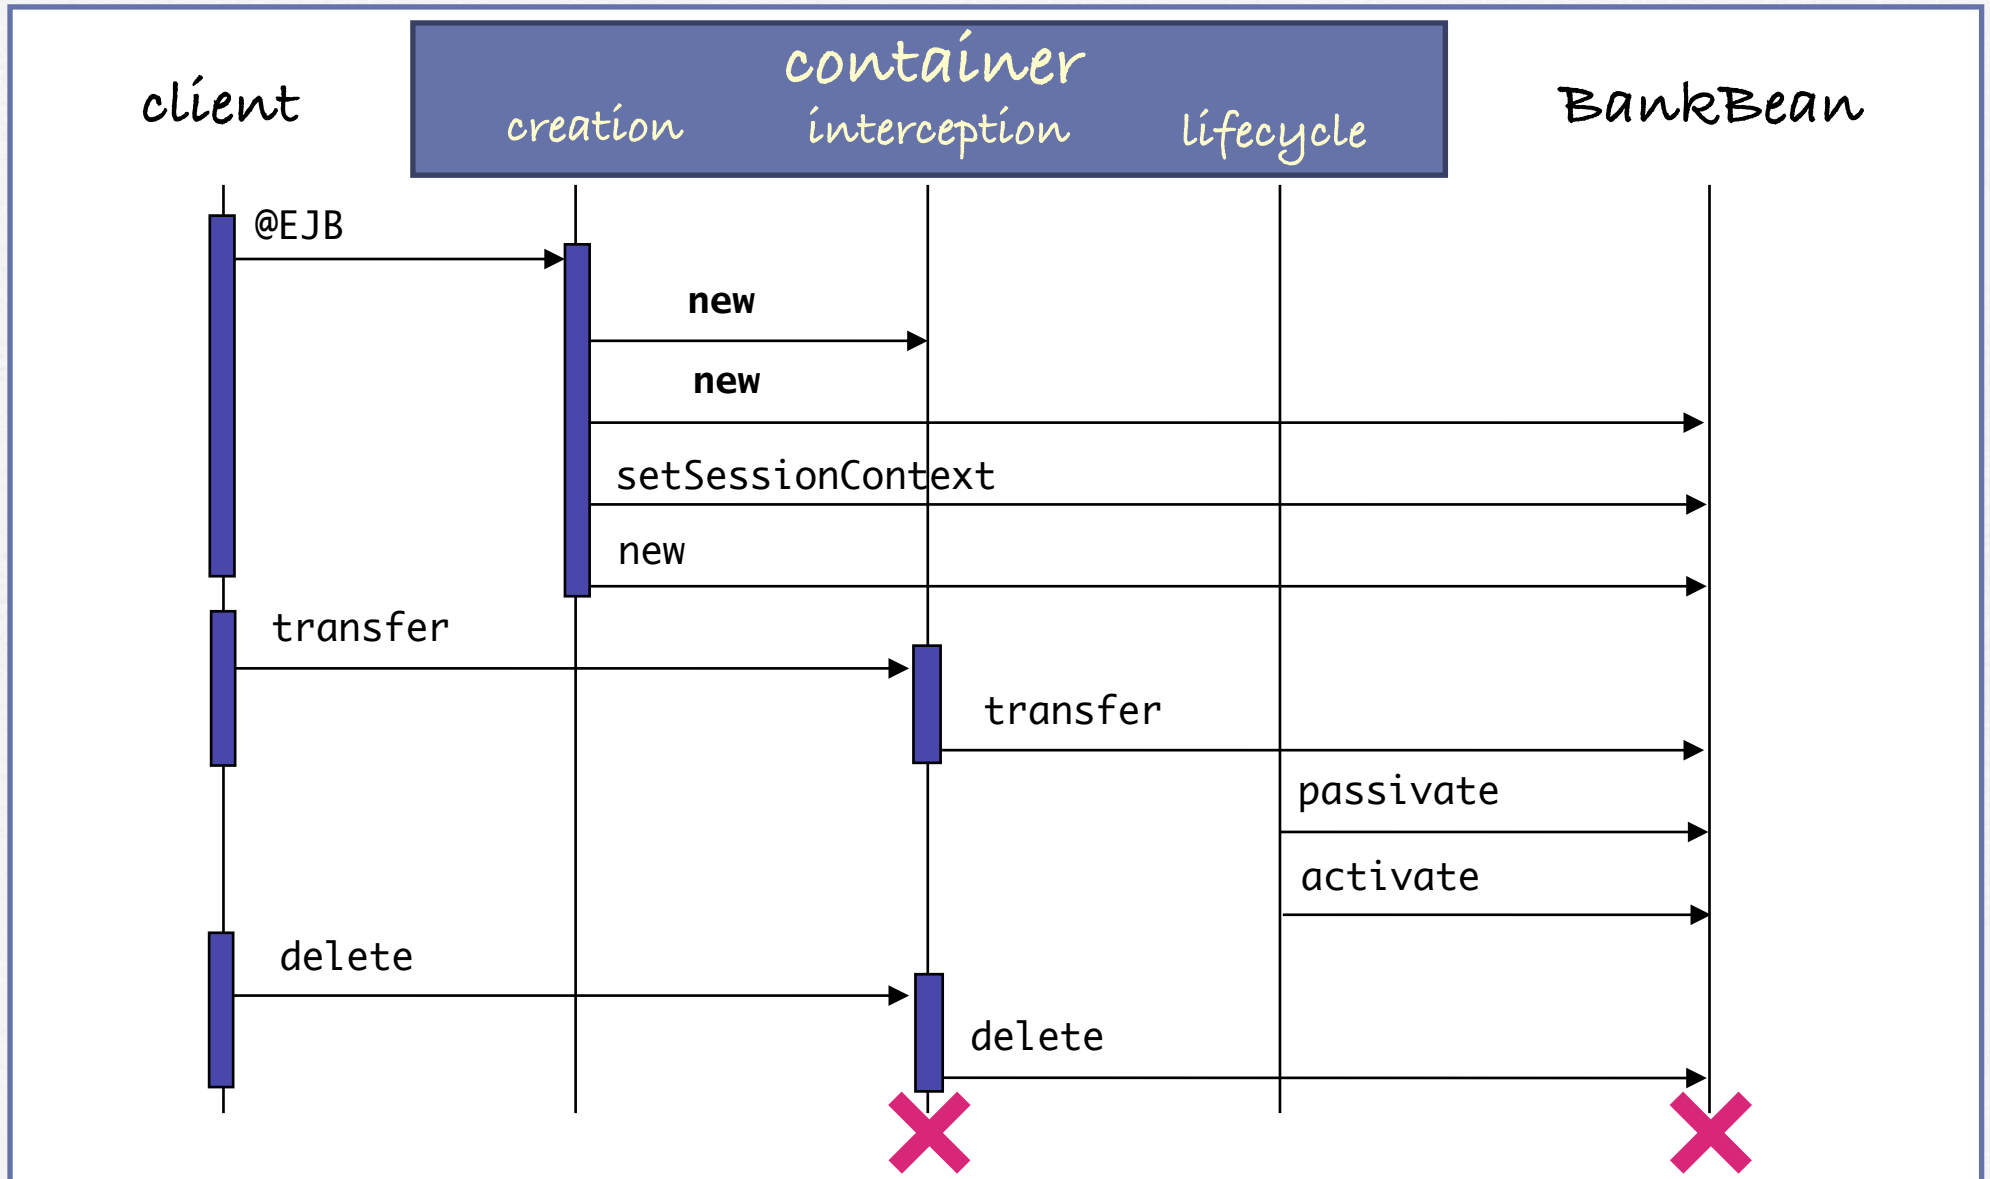 container
client
BankBean
creation interception lifecycle
@EJB
new
new
setSessionContext
new
transfer
transfer
passivate
activate
delete
delete